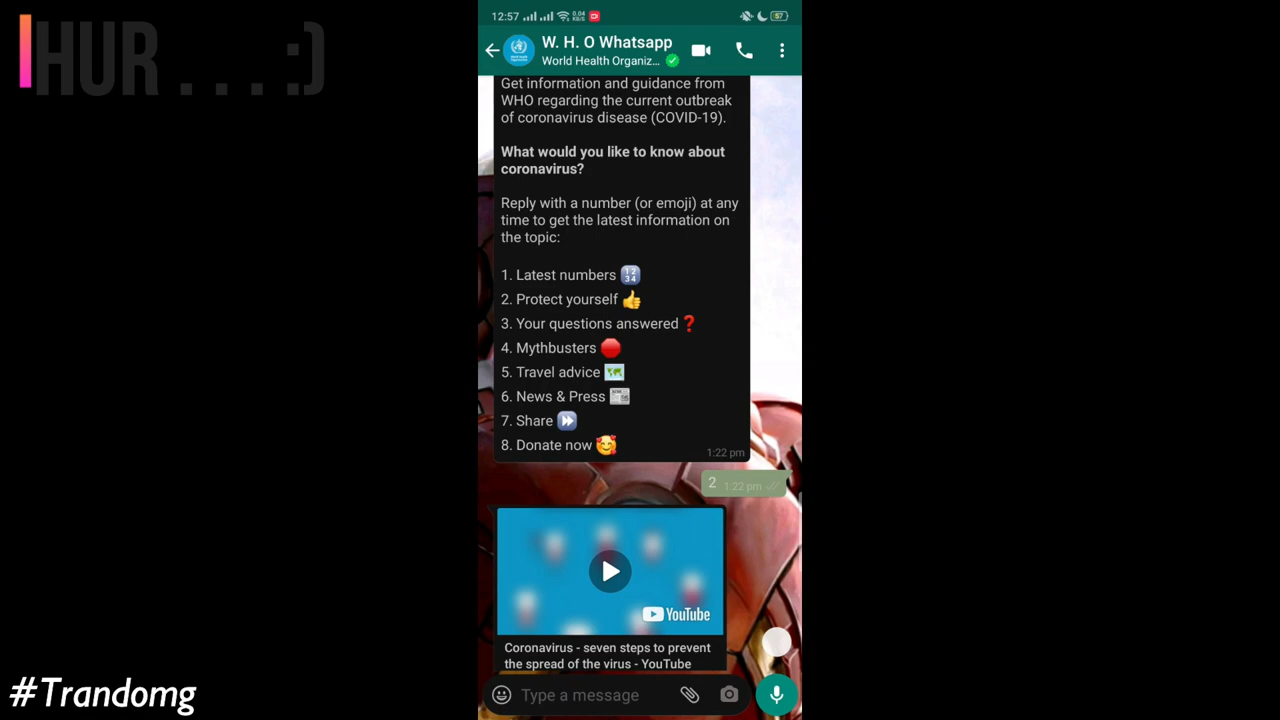 HUR . . . . :)
12:57
0.04
KB/S
57
W. H. O Whatsapp
World Health Organiz...
Get information and guidance from
WHO regarding the current outbreak
of coronavirus disease (COVID-19).
What would you like to know about
coronavirus?
Reply with a number (or emoji) at any
time to get the latest information on
the topic:
1. Latest numbers 🔢
2. Protect yourself 👍
3. Your questions answered ❓
4. Mythbusters 🛑
5. Travel advice 🗺️
6. News & Press 📰
7. Share ⏩
8. Donate now 🥰
1:22 pm
2 1:22 pm
YouTube
Coronavirus - seven steps to prevent
the spread of the virus - YouTube
Type a message
#Trandomg